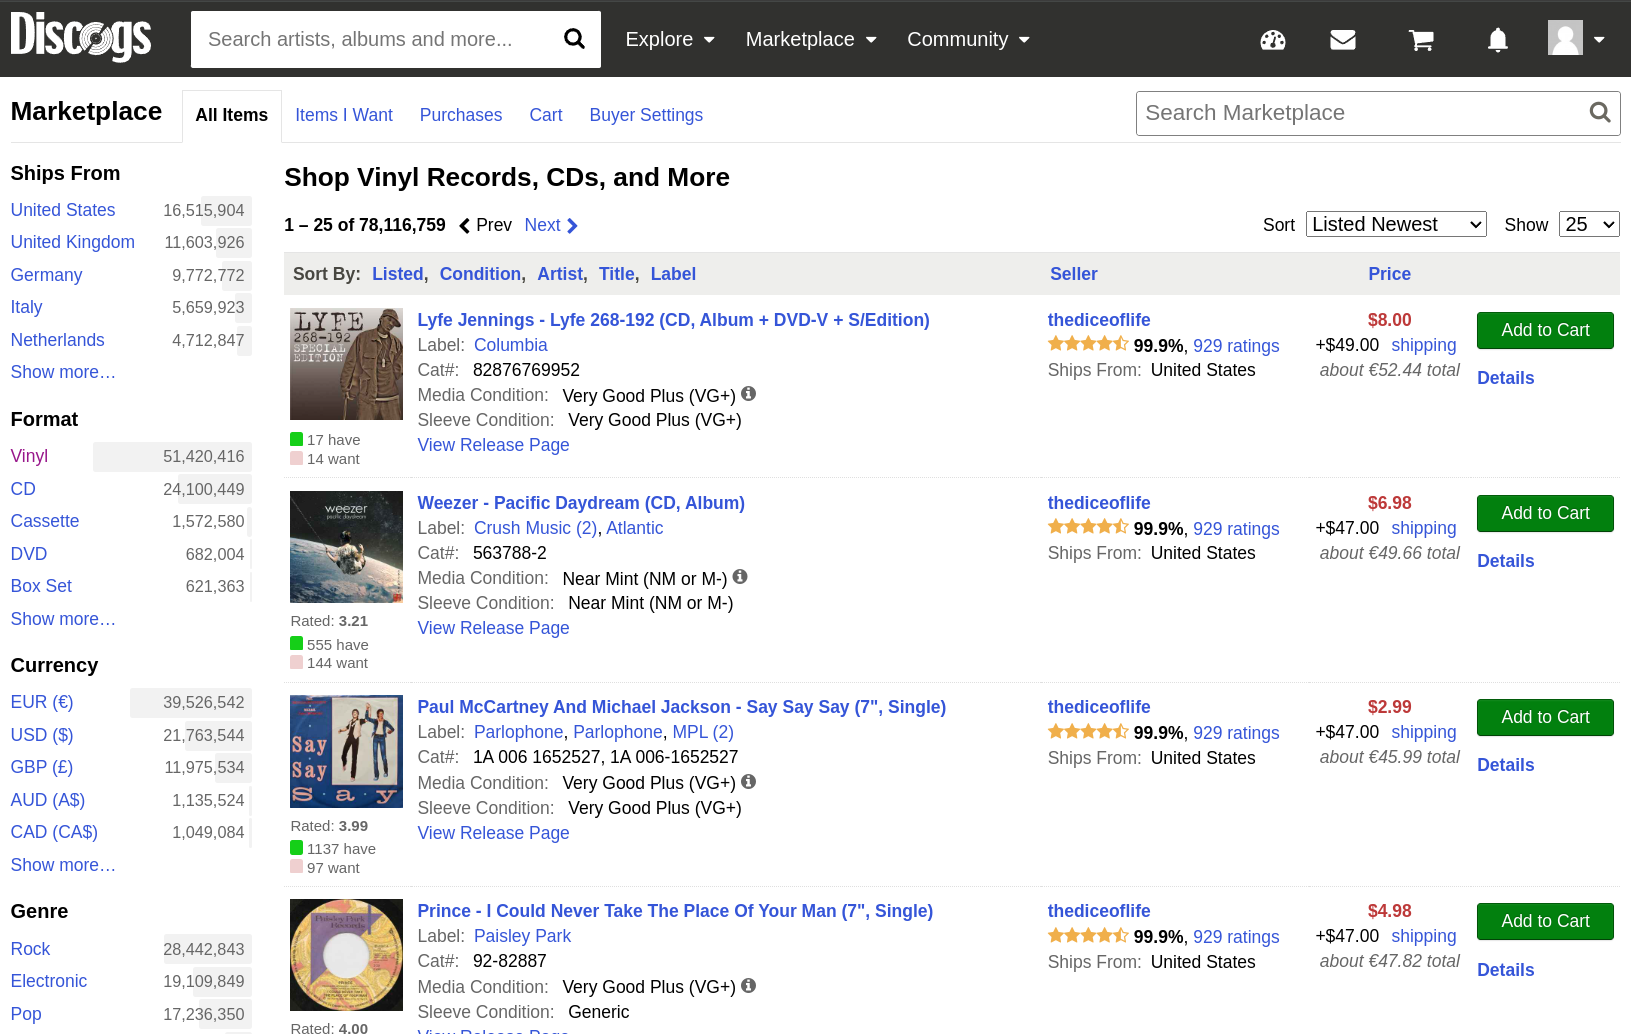 Discogs
Search artists, albums and more...
Explore
Marketplace
Community
Marketplace
All Items
Items I Want
Purchases
Cart
Buyer Settings
Search Marketplace
Ships From
United States 16,515,904
United Kingdom 11,603,926
Germany 9,772,772
Italy 5,659,923
Netherlands 4,712,847
Show more…
Format
Vinyl 51,420,416
CD 24,100,449
Cassette 1,572,580
DVD 682,004
Box Set 621,363
Show more…
Currency
EUR (€) 39,526,542
USD ($) 21,763,544
GBP (£) 11,975,534
AUD (A$) 1,135,524
CAD (CA$) 1,049,084
Show more…
Genre
Rock 28,442,843
Electronic 19,109,849
Pop 17,236,350
Shop Vinyl Records, CDs, and More
1 – 25 of 78,116,759 Prev Next
Sort Listed Newest Show 25
Sort By: Listed, Condition, Artist, Title, Label Seller Price
LYFE
268-192
SPECIAL
EDITION
17 have
14 want
Lyfe Jennings - Lyfe 268-192 (CD, Album + DVD-V + S/Edition)
Label: Columbia
Cat#: 82876769952
Media Condition: Very Good Plus (VG+)
Sleeve Condition: Very Good Plus (VG+)
View Release Page
thediceoflife
99.9%, 929 ratings
Ships From: United States
$8.00
+$49.00 shipping
about €52.44 total
Add to Cart
Details
weezer
pacific daydream
Rated: 3.21
555 have
144 want
Weezer - Pacific Daydream (CD, Album)
Label: Crush Music (2), Atlantic
Cat#: 563788-2
Media Condition: Near Mint (NM or M-)
Sleeve Condition: Near Mint (NM or M-)
View Release Page
thediceoflife
99.9%, 929 ratings
Ships From: United States
$6.98
+$47.00 shipping
about €49.66 total
Add to Cart
Details
Say
Say
Say
Rated: 3.99
1137 have
97 want
Paul McCartney And Michael Jackson - Say Say Say (7", Single)
Label: Parlophone, Parlophone, MPL (2)
Cat#: 1A 006 1652527, 1A 006-1652527
Media Condition: Very Good Plus (VG+)
Sleeve Condition: Very Good Plus (VG+)
View Release Page
thediceoflife
99.9%, 929 ratings
Ships From: United States
$2.99
+$47.00 shipping
about €45.99 total
Add to Cart
Details
Paisley Park
Records
Rated: 4.00
Prince - I Could Never Take The Place Of Your Man (7", Single)
Label: Paisley Park
Cat#: 92-82887
Media Condition: Very Good Plus (VG+)
Sleeve Condition: Generic
View Release Page
thediceoflife
99.9%, 929 ratings
Ships From: United States
$4.98
+$47.00 shipping
about €47.82 total
Add to Cart
Details